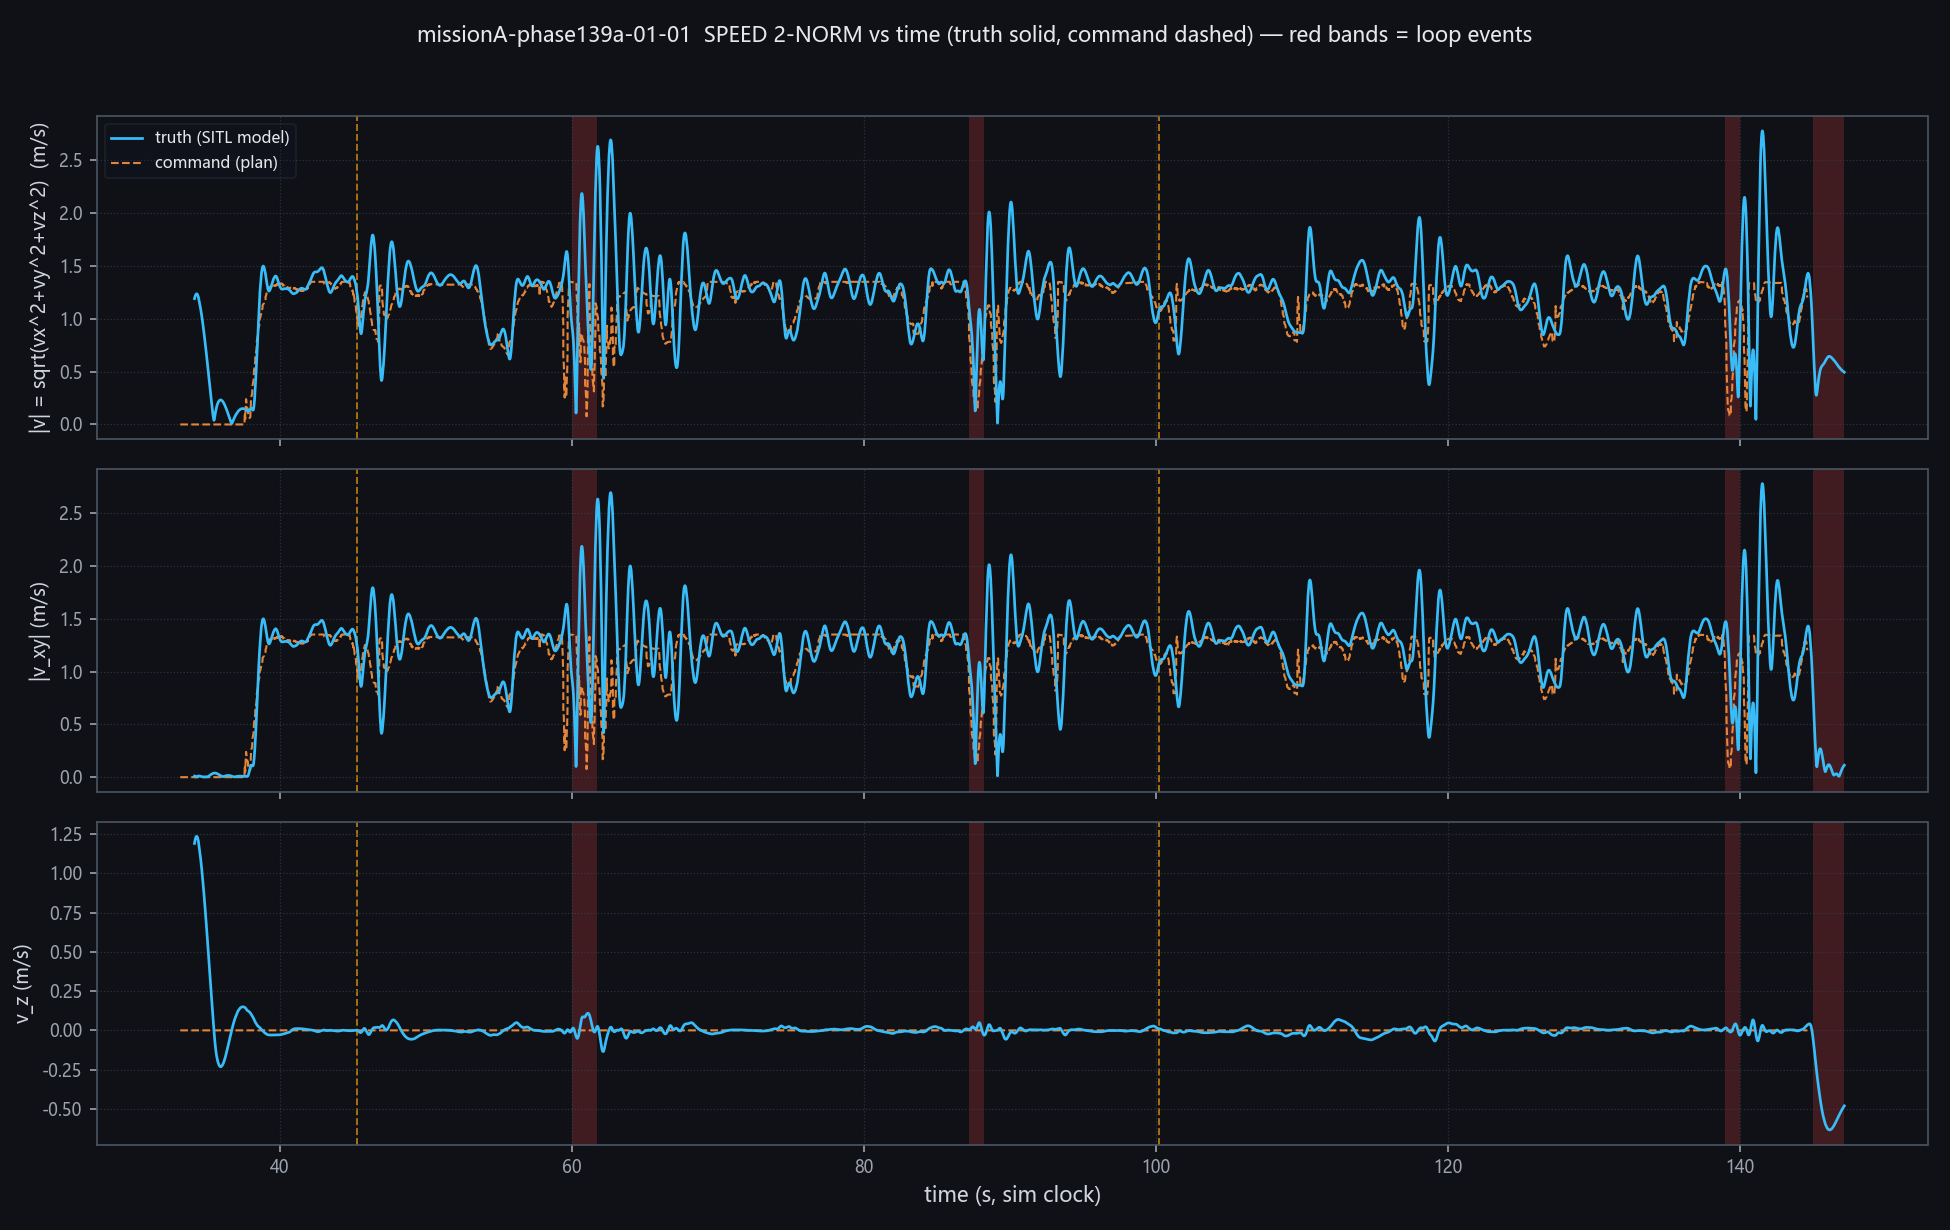 missionA-phase139a-01-01  SPEED 2-NORM vs time (truth solid, command dashed) — red bands = loop events
truth (SITL model)
command (plan)
|v| = sqrt(vx^2+vy^2+vz^2) (m/s)
2.5
2.0
1.5
1.0
0.5
0.0
|v_xy| (m/s)
2.5
2.0
1.5
1.0
0.5
0.0
v_z (m/s)
1.25
1.00
0.75
0.50
0.25
0.00
-0.25
-0.50
40 60 80 100 120 140
time (s, sim clock)